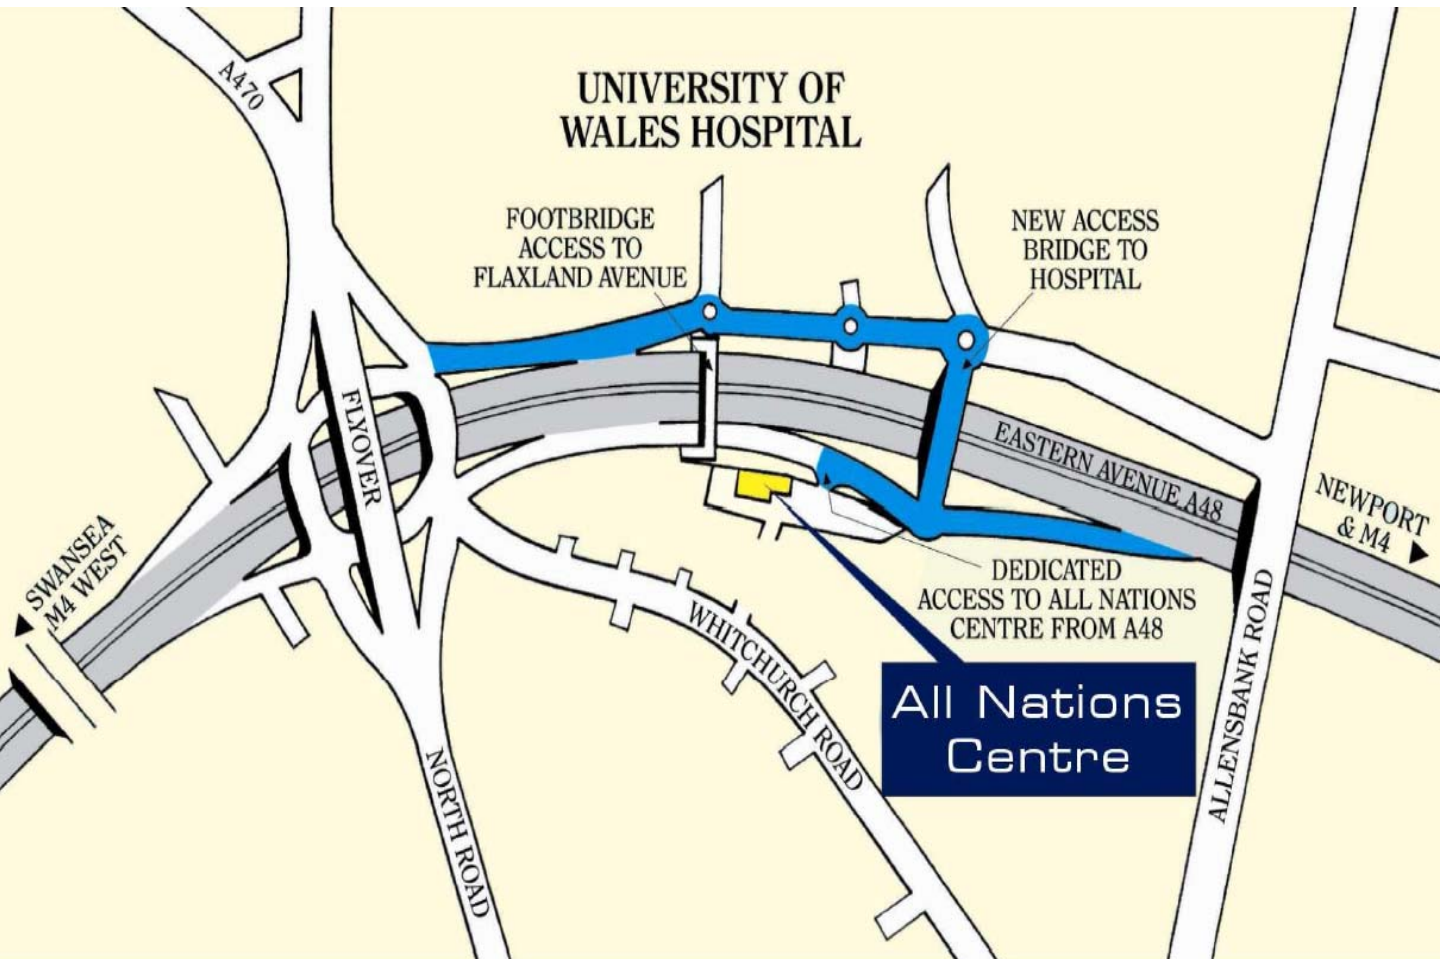 A470
UNIVERSITY OF
WALES HOSPITAL
FOOTBRIDGE
ACCESS TO
FLAXLAND AVENUE
NEW ACCESS
BRIDGE TO
HOSPITAL
FLYOVER
EASTERN AVENUE A48
NEWPORT
& M4
SWANSEA
M4 WEST
DEDICATED
ACCESS TO ALL NATIONS
CENTRE FROM A48
WHITCHURCH ROAD
All Nations
Centre
ALLENSBANK ROAD
NORTH ROAD